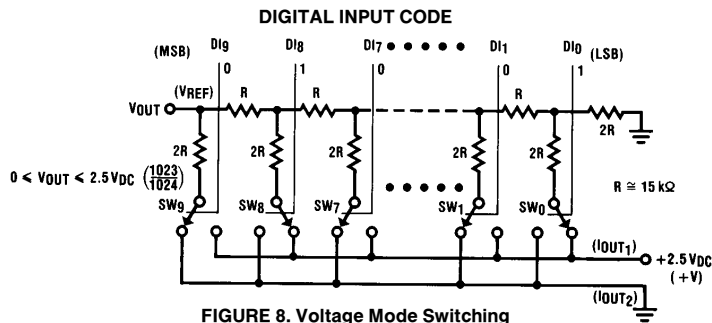 DIGITAL INPUT CODE
(MSB) DI9 DI8 DI7 DI1 DI0 (LSB)
0 1 0 0 1
(VREF) R R R
VOUT
2R 2R 2R 2R 2R 2R
0 ≤ VOUT ≤ 2.5 VDC (1023/1024)
R ≅ 15 kΩ
SW9 SW8 SW7 SW1 SW0
(IOUT1)
+2.5 VDC
(+V)
(IOUT2)
FIGURE 8. Voltage Mode Switching